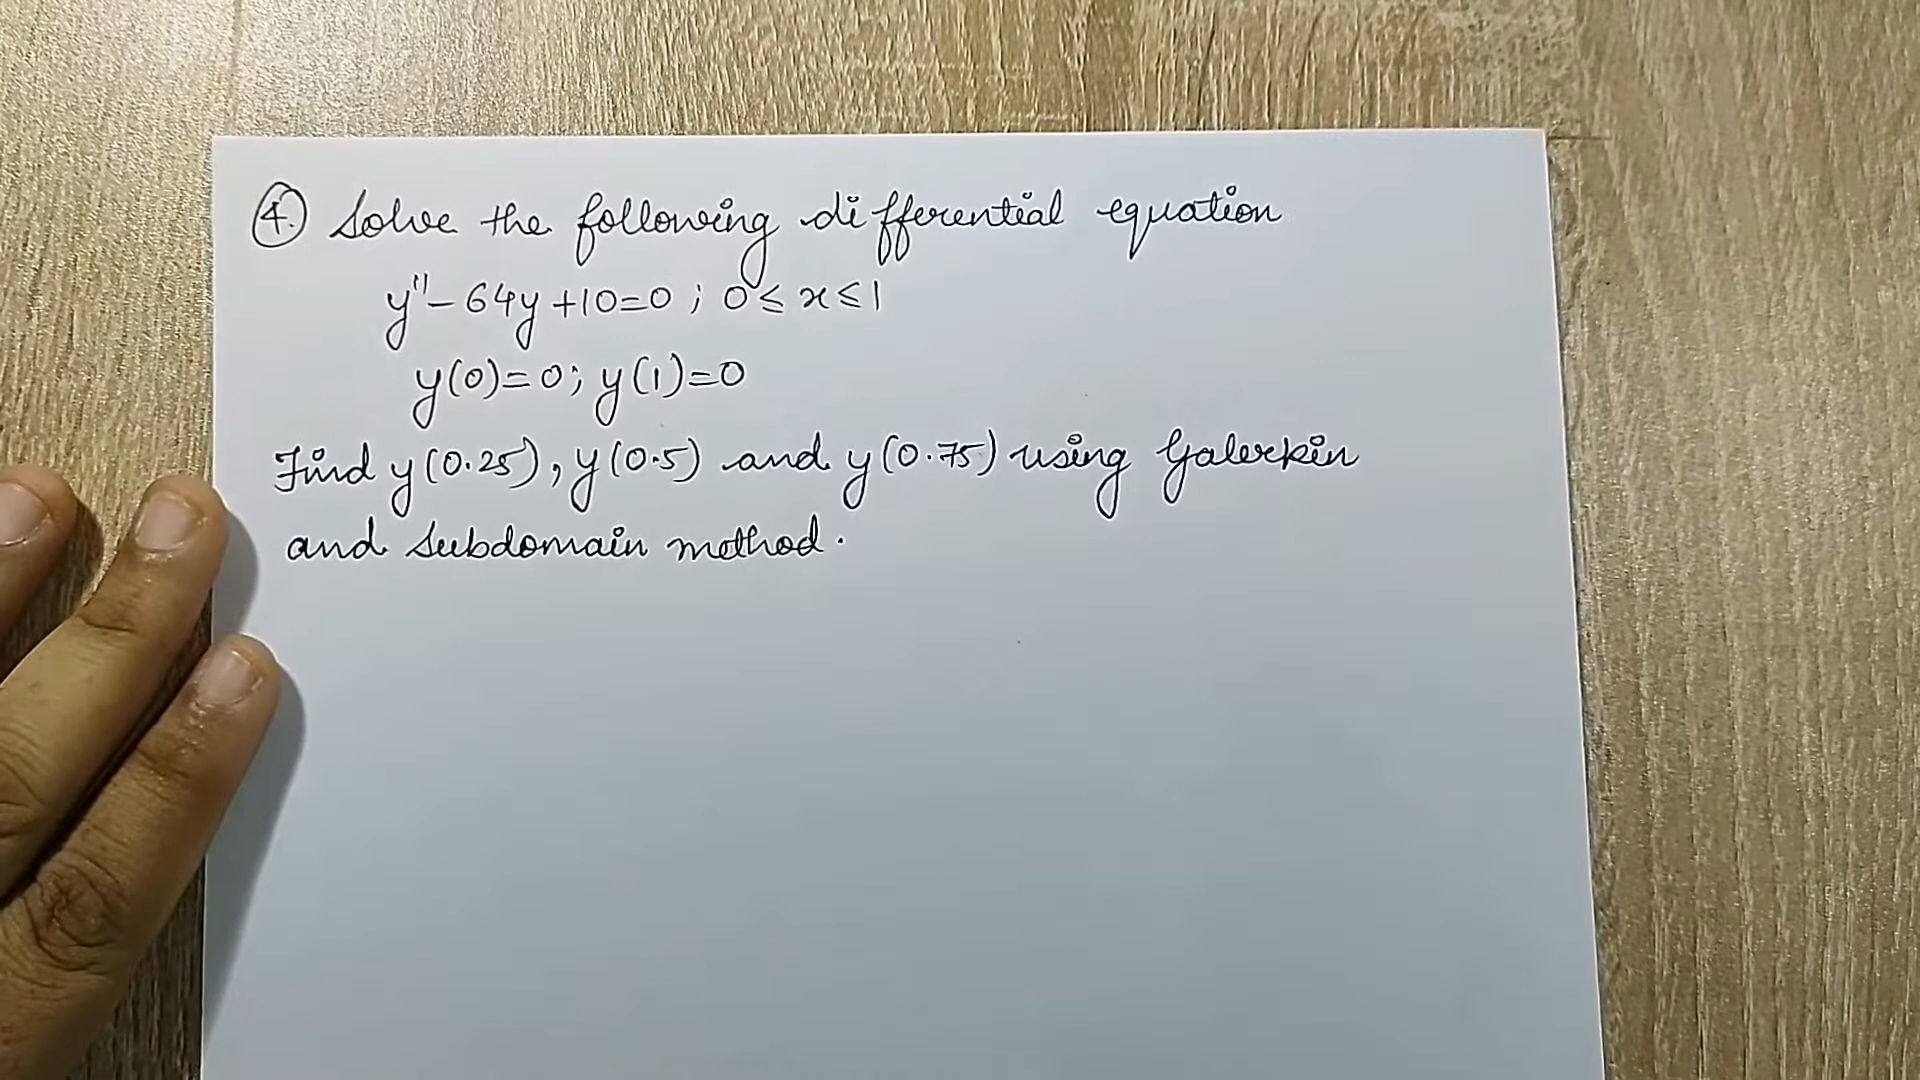 4. Solve the following differential equation
y'' - 64y + 10 = 0 ; 0 ≤ x ≤ 1
y(0) = 0; y(1) = 0
Find y(0.25), y(0.5) and y(0.75) using Galerkin
and Subdomain method.